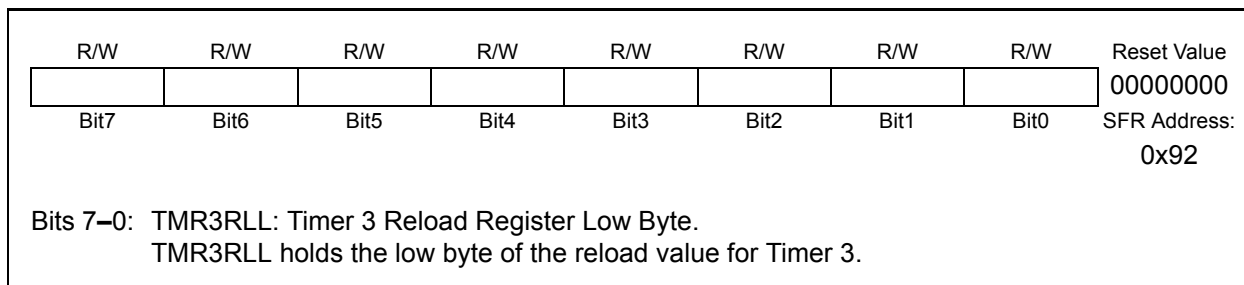 R/W R/W R/W R/W R/W R/W R/W R/W Reset Value
00000000
Bit7 Bit6 Bit5 Bit4 Bit3 Bit2 Bit1 Bit0 SFR Address:
0x92
Bits 7–0: TMR3RLL: Timer 3 Reload Register Low Byte.
TMR3RLL holds the low byte of the reload value for Timer 3.